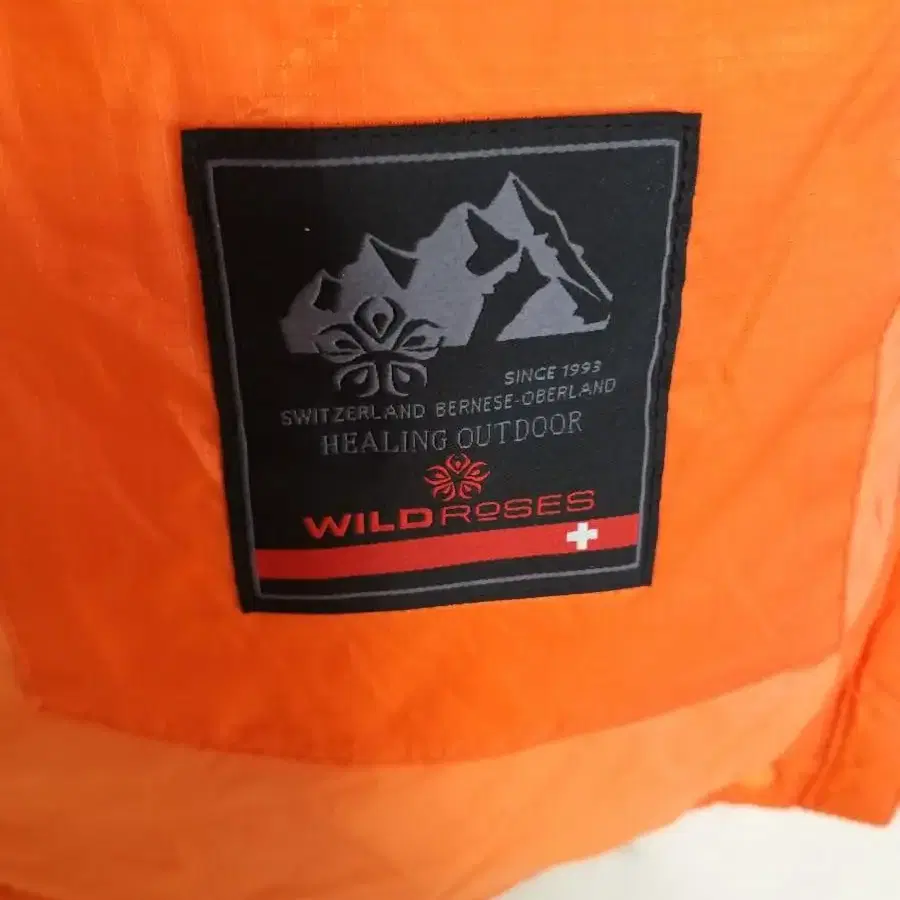 SINCE 1993
SWITZERLAND BERNESE-OBERLAND
HEALING OUTDOOR
WILDROSES